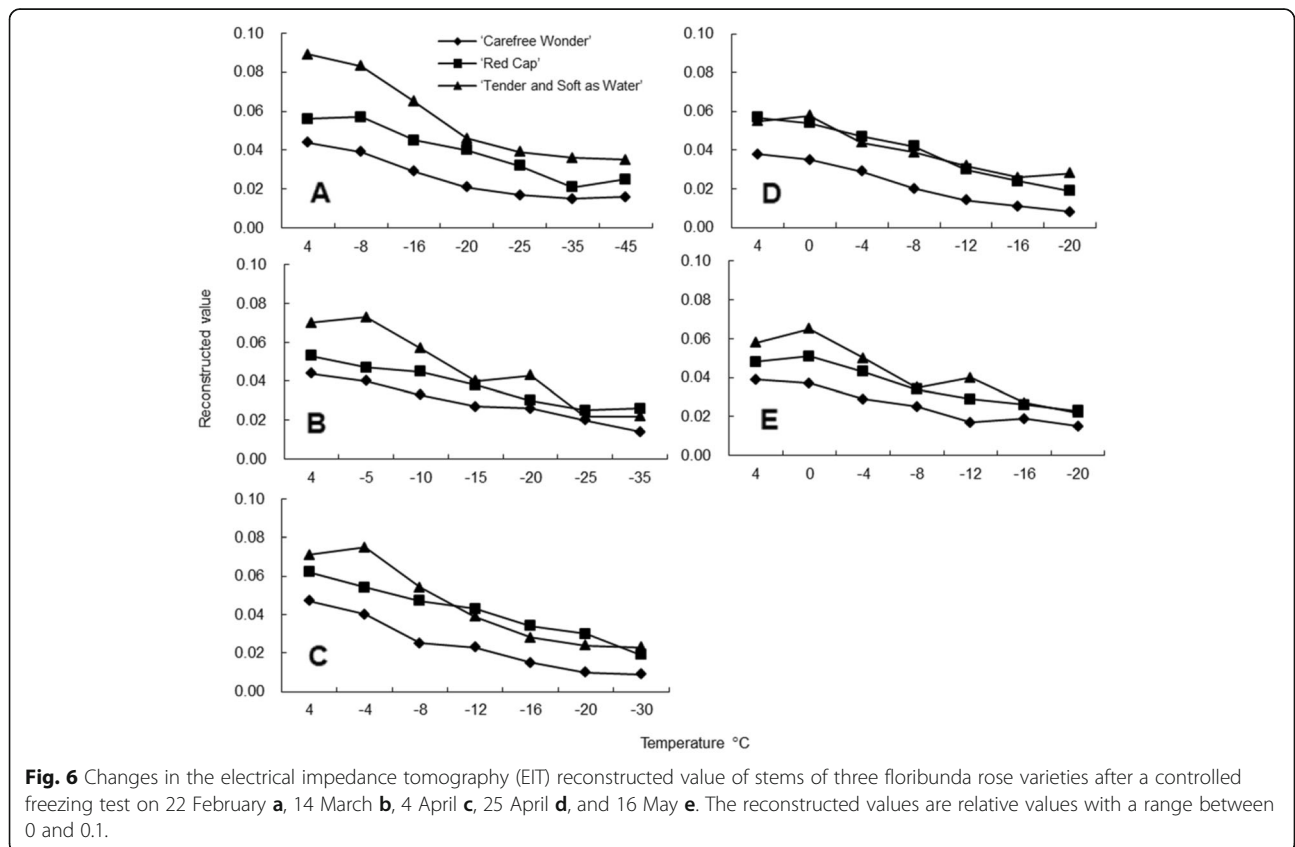 0.10
0.08
0.06
0.04
0.02
0.00
'Carefree Wonder'
'Red Cap'
'Tender and Soft as Water'
A
4 -8 -16 -20 -25 -35 -45
0.10
0.08
0.06
0.04
0.02
0.00
D
4 0 -4 -8 -12 -16 -20
Reconstructed value
0.10
0.08
0.06
0.04
0.02
0.00
B
4 -5 -10 -15 -20 -25 -35
0.10
0.08
0.06
0.04
0.02
0.00
E
4 0 -4 -8 -12 -16 -20
0.10
0.08
0.06
0.04
0.02
0.00
C
4 -4 -8 -12 -16 -20 -30
Temperature °C
Fig. 6 Changes in the electrical impedance tomography (EIT) reconstructed value of stems of three floribunda rose varieties after a controlled
freezing test on 22 February a, 14 March b, 4 April c, 25 April d, and 16 May e. The reconstructed values are relative values with a range between
0 and 0.1.